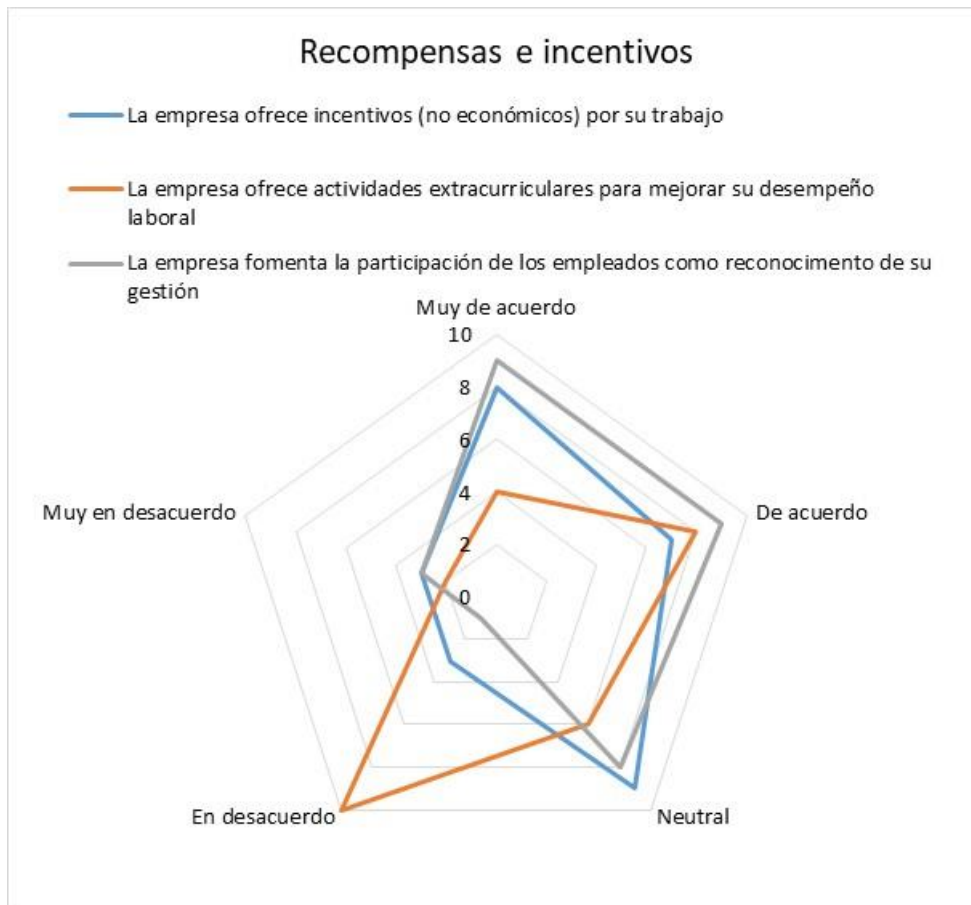 Recompensas e incentivos
La empresa ofrece incentivos (no económicos) por su trabajo
La empresa ofrece actividades extracurriculares para mejorar su desempeño
laboral
La empresa fomenta la participación de los empleados como reconocimento de su
gestión
Muy de acuerdo
10
8
6
4
2
0
De acuerdo
Neutral
En desacuerdo
Muy en desacuerdo